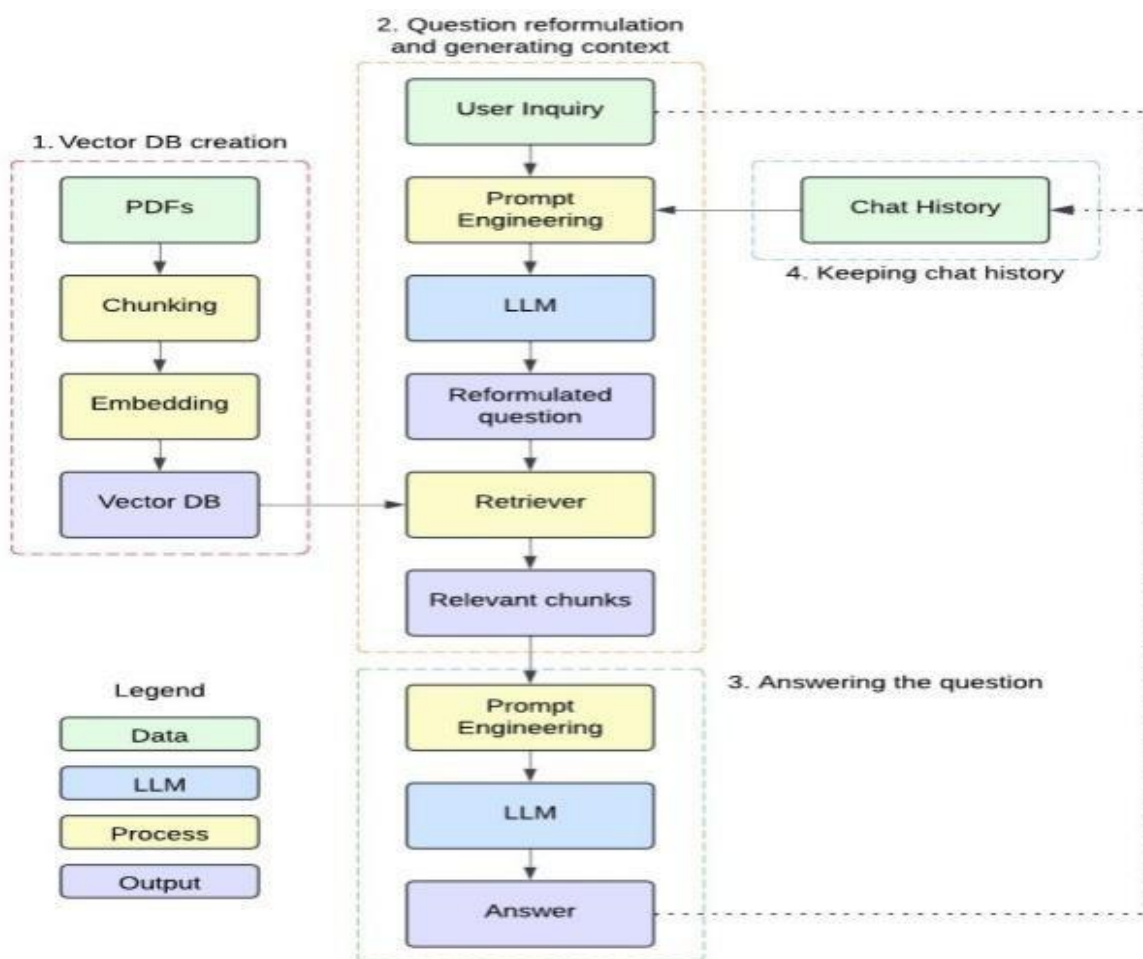 2. Question reformulation
and generating context
User Inquiry
1. Vector DB creation
PDFs
Prompt
Engineering
Chat History
4. Keeping chat history
Chunking
LLM
Embedding
Reformulated
question
Vector DB
Retriever
Relevant chunks
3. Answering the question
Legend
Prompt
Engineering
Data
LLM
LLM
Process
Output
Answer